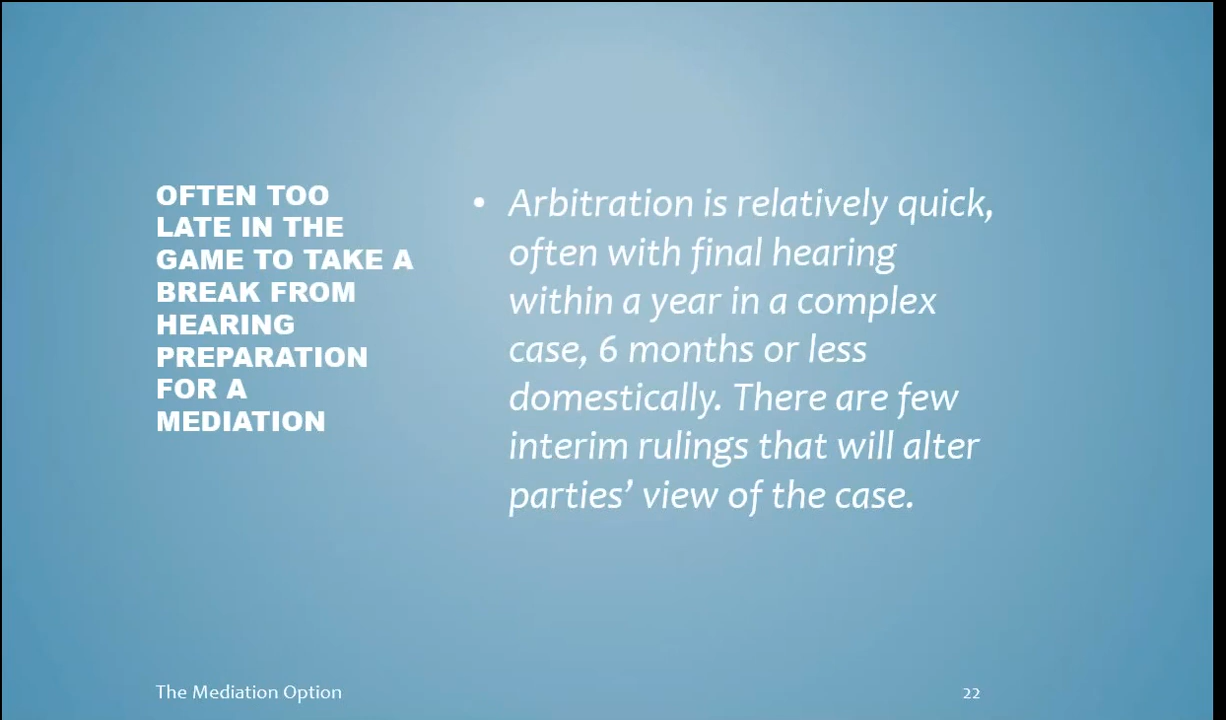 OFTEN TOO
LATE IN THE
GAME TO TAKE A
BREAK FROM
HEARING
PREPARATION
FOR A
MEDIATION
• Arbitration is relatively quick,
often with final hearing
within a year in a complex
case, 6 months or less
domestically. There are few
interim rulings that will alter
parties’ view of the case.
The Mediation Option
22